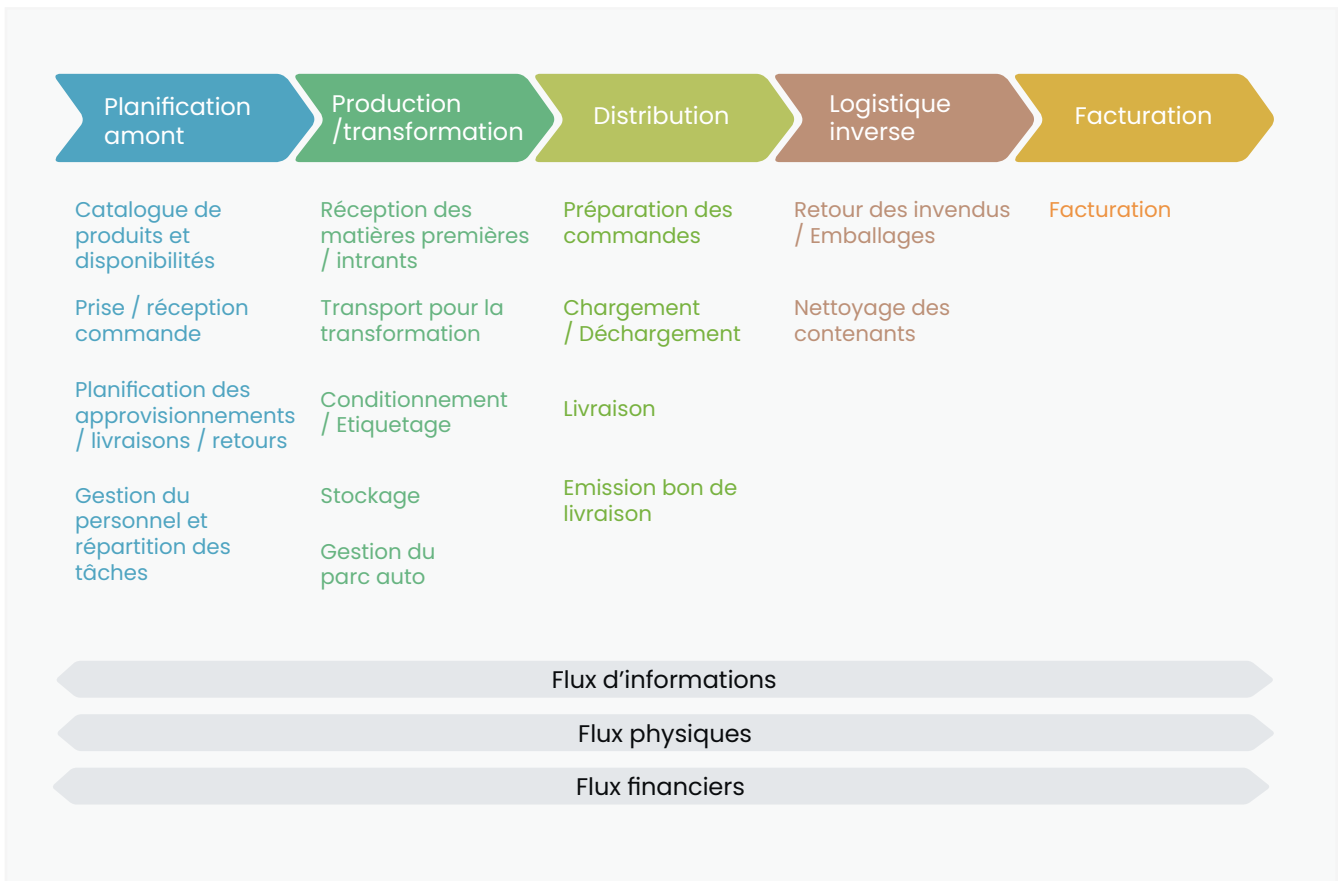 Planification
amont
Production
/transformation
Distribution
Logistique
inverse
Facturation
Catalogue de
produits et
disponibilités
Prise / réception
commande
Planification des
approvisionnements
/ livraisons / retours
Gestion du
personnel et
répartition des
tâches
Réception des
matières premières
/ intrants
Transport pour la
transformation
Conditionnement
/ Etiquetage
Stockage
Gestion du
parc auto
Préparation des
commandes
Chargement
/ Déchargement
Livraison
Emission bon de
livraison
Retour des invendus
/ Emballages
Nettoyage des
contenants
Facturation
Flux d’informations
Flux physiques
Flux financiers